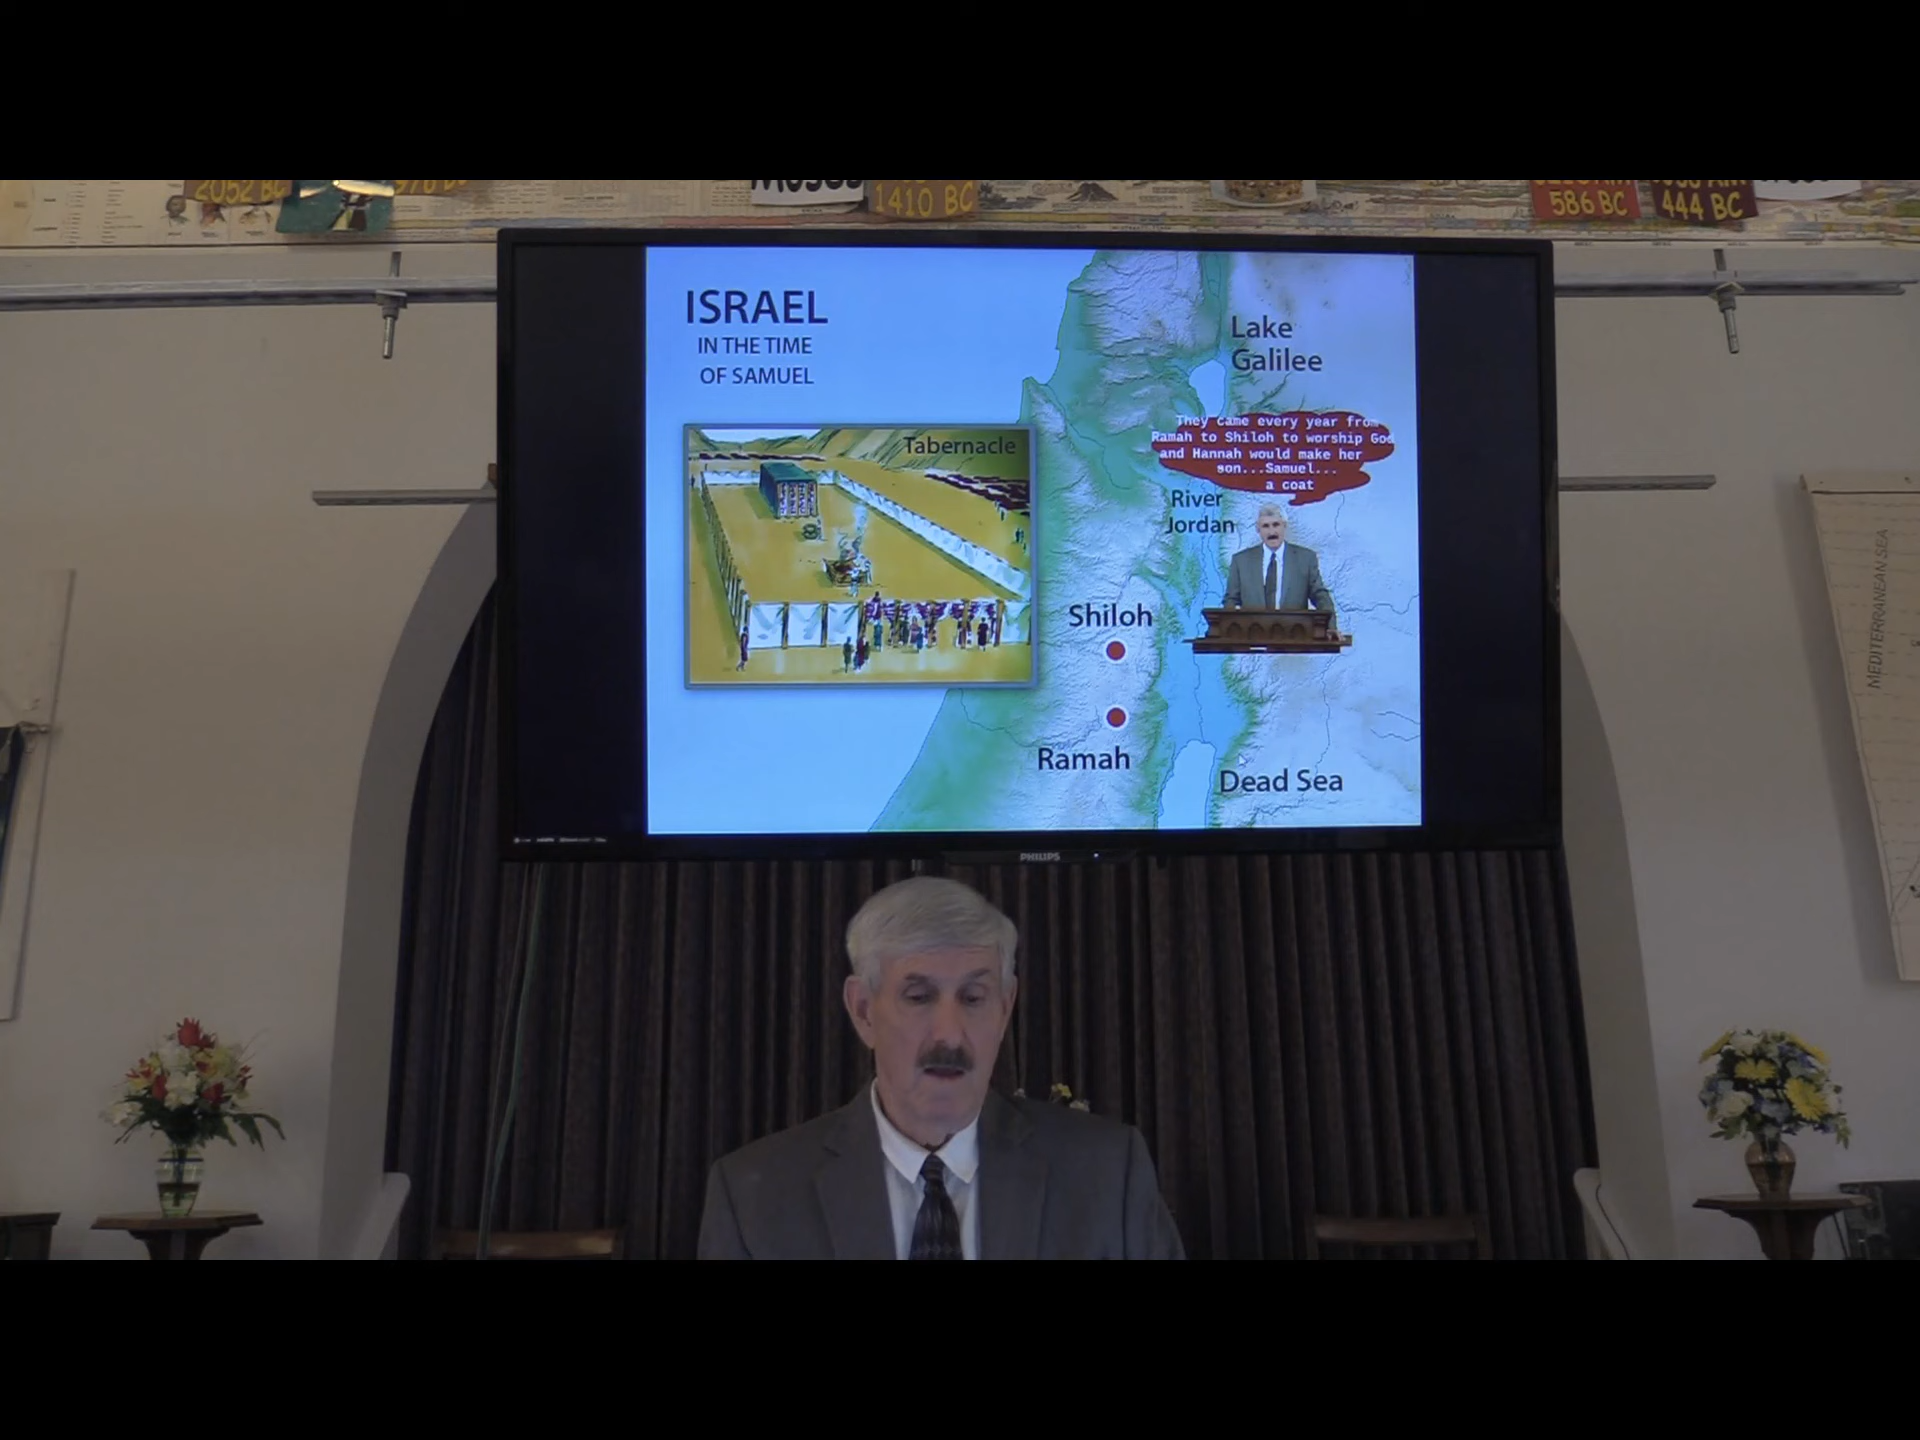 2052 BC
1410 BC
586 BC
444 BC
ISRAEL
IN THE TIME
OF SAMUEL
Lake
Galilee
Tabernacle
They came every year from
Ramah to Shiloh to worship God
and Hannah would make her
son...Samuel...
a coat
River
Jordan
Shiloh
Ramah
Dead Sea
PHILIPS
MEDITERRANEAN SEA